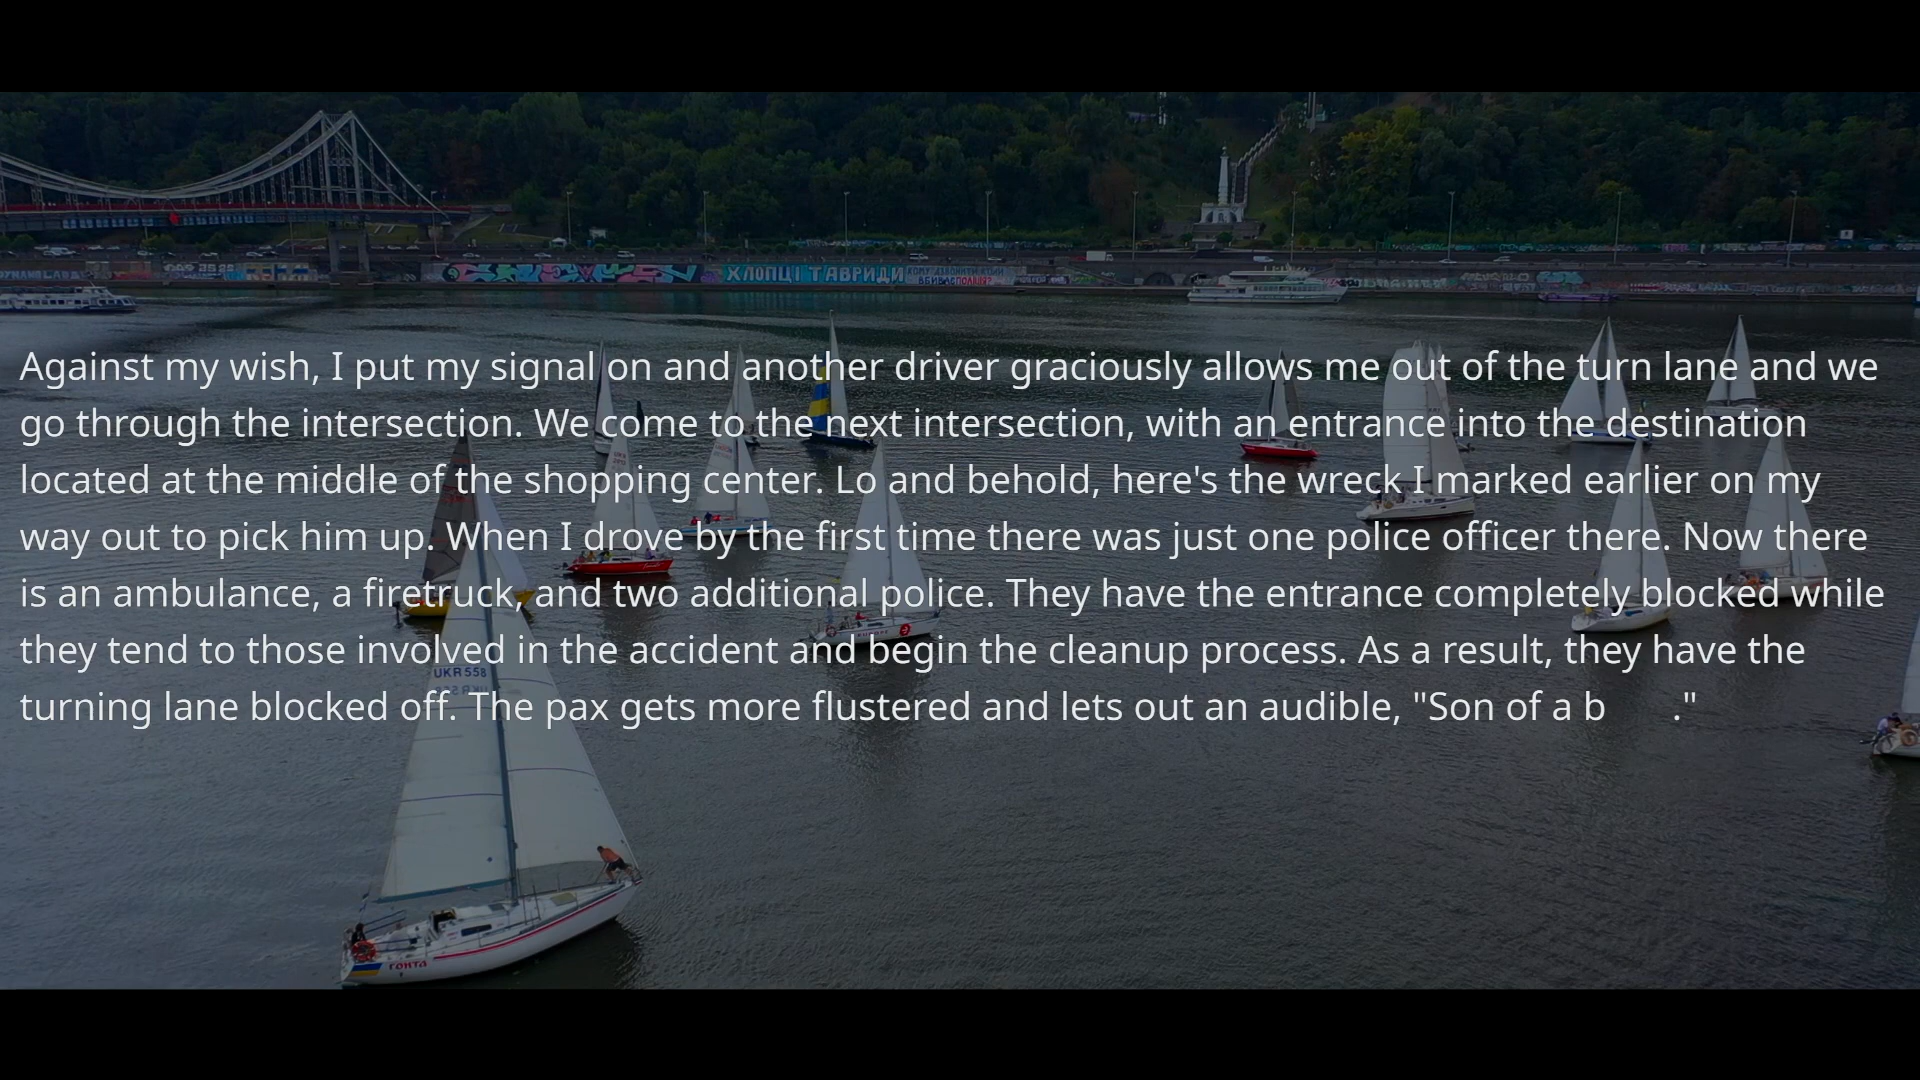 ХЛОПЦІ ТАВРИДИ
Against my wish, I put my signal on and another driver graciously allows me out of the turn lane and we
go through the intersection. We come to the next intersection, with an entrance into the destination
located at the middle of the shopping center. Lo and behold, here's the wreck I marked earlier on my
way out to pick him up. When I drove by the first time there was just one police officer there. Now there
is an ambulance, a firetruck, and two additional police. They have the entrance completely blocked while
they tend to those involved in the accident and begin the cleanup process. As a result, they have the
turning lane blocked off. The pax gets more flustered and lets out an audible, "Son of a b      ."
UKR 558
ГОНТА